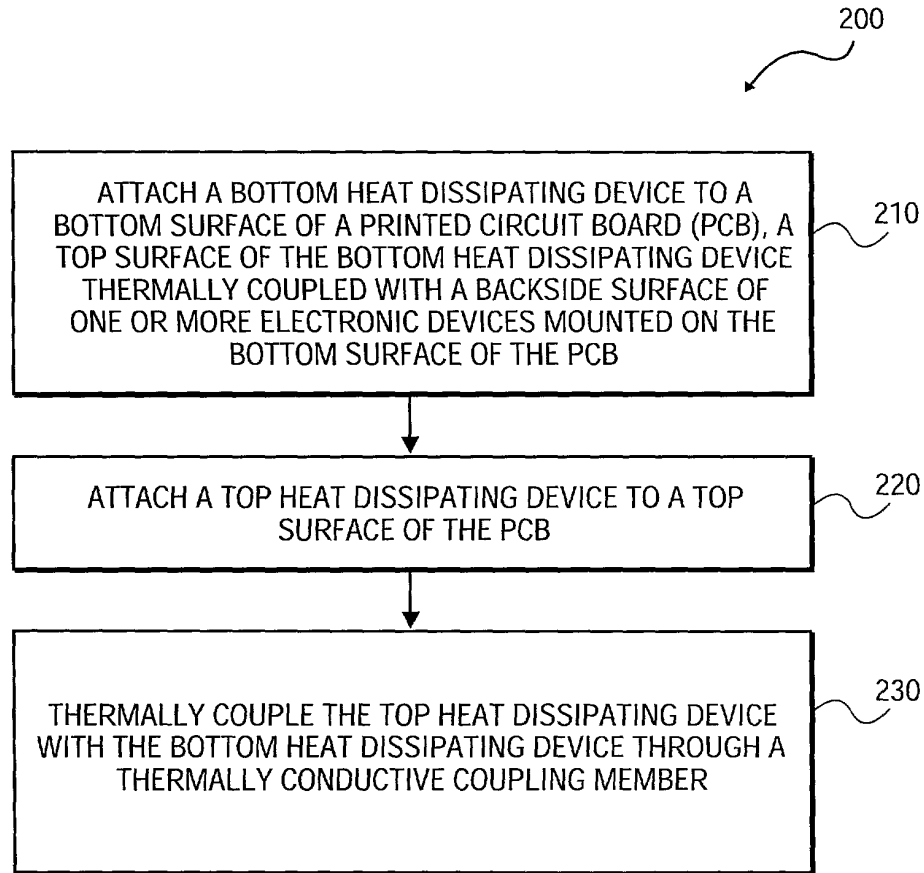 200
ATTACH A BOTTOM HEAT DISSIPATING DEVICE TO A
BOTTOM SURFACE OF A PRINTED CIRCUIT BOARD (PCB), A
TOP SURFACE OF THE BOTTOM HEAT DISSIPATING DEVICE
THERMALLY COUPLED WITH A BACKSIDE SURFACE OF
ONE OR MORE ELECTRONIC DEVICES MOUNTED ON THE
BOTTOM SURFACE OF THE PCB
210
ATTACH A TOP HEAT DISSIPATING DEVICE TO A TOP
SURFACE OF THE PCB
220
THERMALLY COUPLE THE TOP HEAT DISSIPATING DEVICE
WITH THE BOTTOM HEAT DISSIPATING DEVICE THROUGH A
THERMALLY CONDUCTIVE COUPLING MEMBER
230